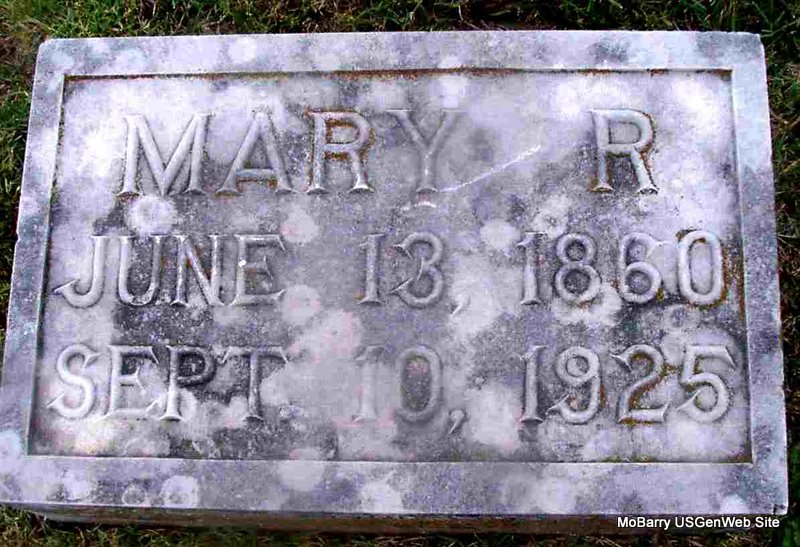 MARY R
JUNE 13, 1860
SEPT. 10, 1925
MoBarry USGenWeb Site